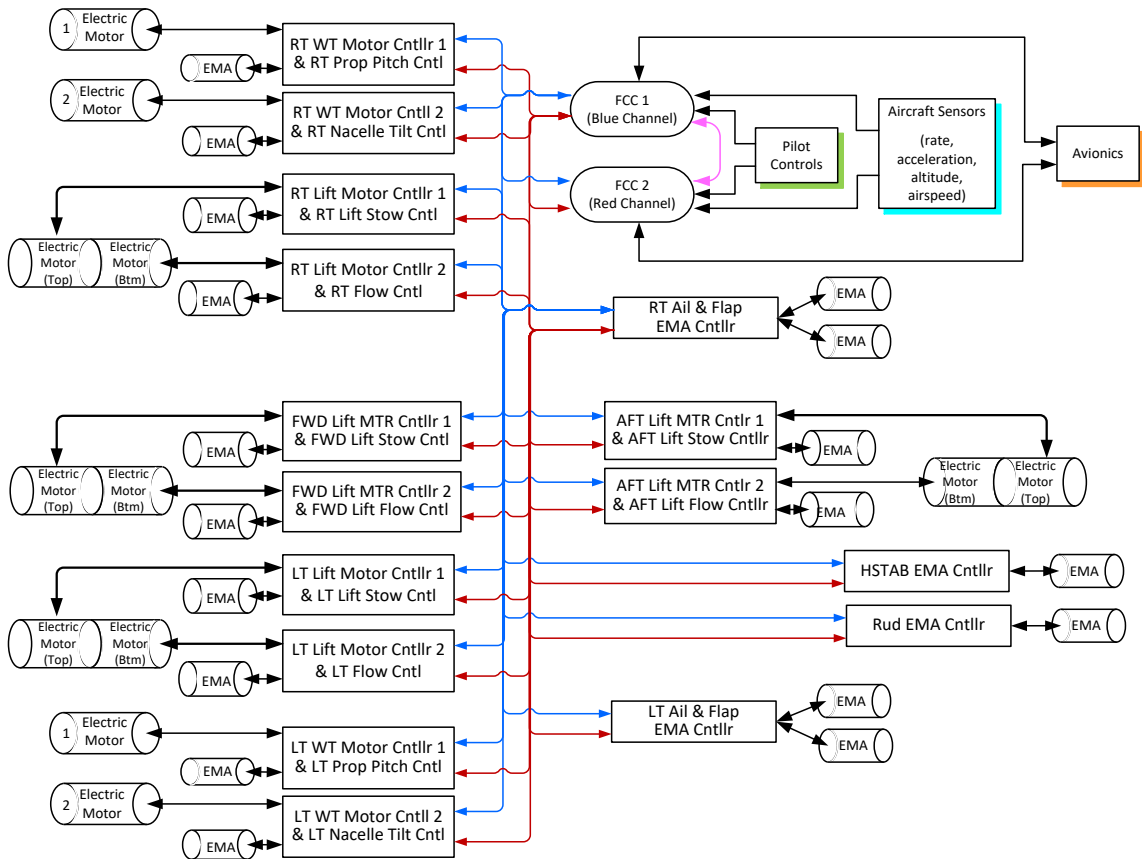 1
Electric
Motor
EMA
RT WT Motor Cntllr 1
& RT Prop Pitch Cntl
2
Electric
Motor
EMA
RT WT Motor Cntll 2
& RT Nacelle Tilt Cntl
FCC 1
(Blue Channel)
FCC 2
(Red Channel)
Pilot
Controls
Aircraft Sensors
(rate,
acceleration,
altitude,
airspeed)
Avionics
EMA
RT Lift Motor Cntllr 1
& RT Lift Stow Cntl
Electric
Motor
(Top)
Electric
Motor
(Btm)
EMA
RT Lift Motor Cntllr 2
& RT Flow Cntl
RT Ail & Flap
EMA Cntllr
EMA
EMA
EMA
FWD Lift MTR Cntllr 1
& FWD Lift Stow Cntl
Electric
Motor
(Top)
Electric
Motor
(Btm)
EMA
FWD Lift MTR Cntllr 2
& FWD Lift Flow Cntl
AFT Lift MTR Cntlr 1
& AFT Lift Stow Cntllr
EMA
AFT Lift MTR Cntlr 2
& AFT Lift Flow Cntllr
EMA
Electric
Motor
(Btm)
Electric
Motor
(Top)
EMA
LT Lift Motor Cntllr 1
& LT Lift Stow Cntl
Electric
Motor
(Top)
Electric
Motor
(Btm)
EMA
LT Lift Motor Cntllr 2
& LT Flow Cntl
HSTAB EMA Cntllr
EMA
Rud EMA Cntllr
EMA
LT Ail & Flap
EMA Cntllr
EMA
EMA
1
Electric
Motor
EMA
LT WT Motor Cntllr 1
& LT Prop Pitch Cntl
2
Electric
Motor
EMA
LT WT Motor Cntll 2
& LT Nacelle Tilt Cntl